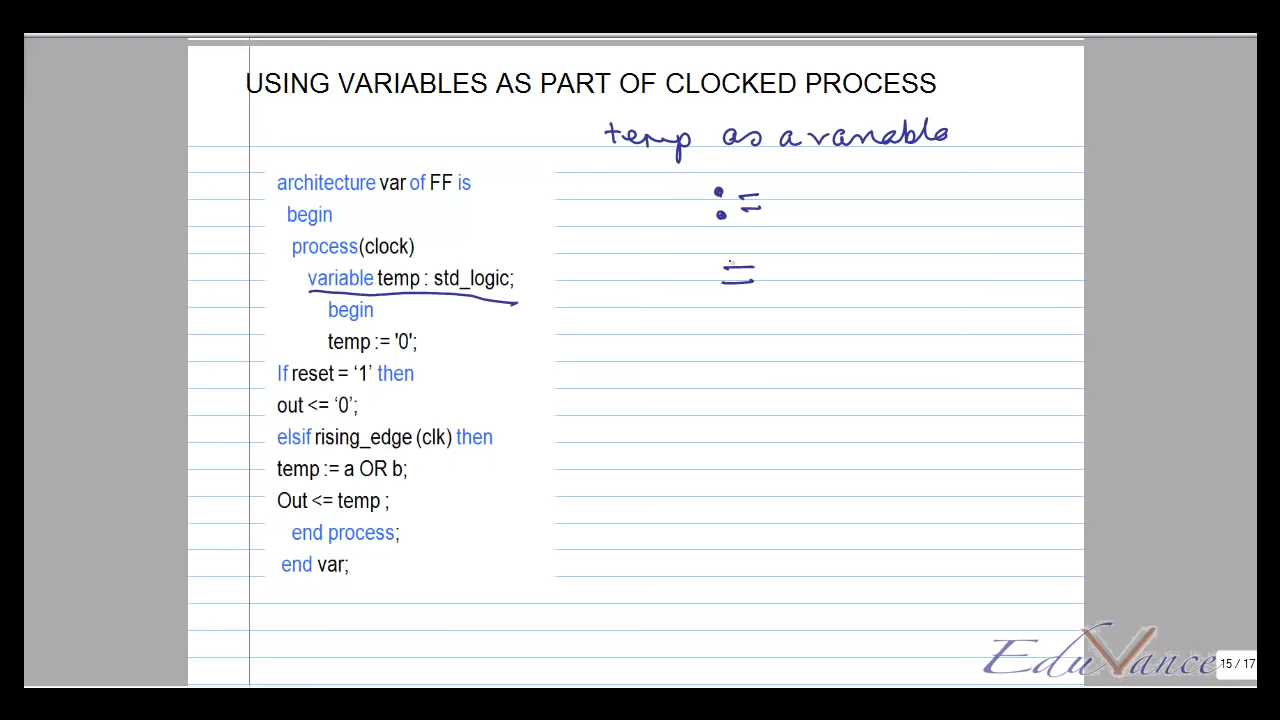 USING VARIABLES AS PART OF CLOCKED PROCESS
temp as a variable
:=
=
architecture var of FF is
begin
process(clock)
variable temp : std_logic;
begin
temp := '0';
If reset = ‘1’ then
out <= ‘0’;
elsif rising_edge (clk) then
temp := a OR b;
Out <= temp ;
end process;
end var;
EduVance
15 / 17